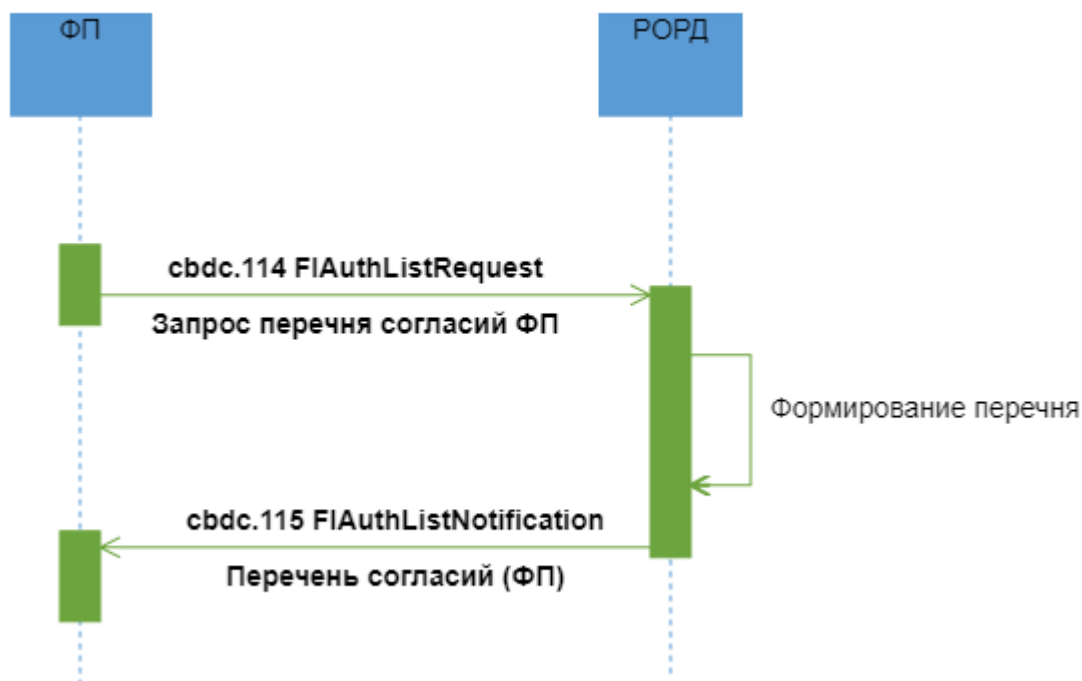 ФП
РОРД
cbdc.114 FIAuthListRequest
Запрос перечня согласий ФП
Формирование перечня
cbdc.115 FIAuthListNotification
Перечень согласий (ФП)